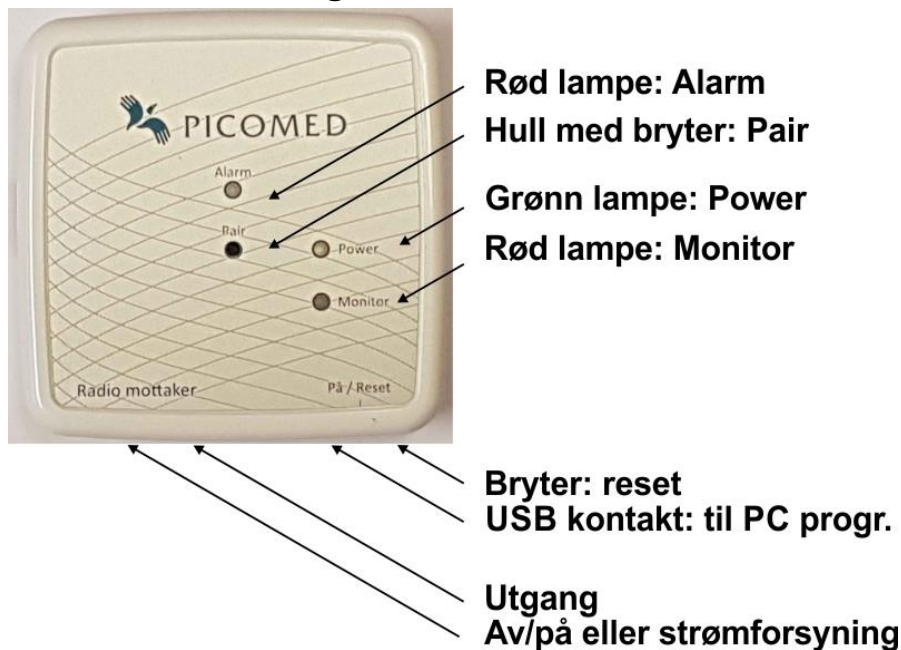 Rød lampe: Alarm
Hull med bryter: Pair
PICOMED
Alarm
Grønn lampe: Power
Pair
Power
Rød lampe: Monitor
Monitor
Radio mottaker
På / Reset
Bryter: reset
USB kontakt: til PC progr.
Utgang
Av/på eller strømforsyning